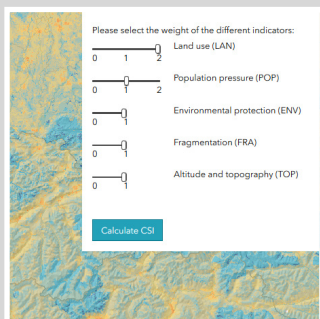 Please select the weight of the different indicators:
Land use (LAN)
0 1 2
Population pressure (POP)
0 1 2
Environmental protection (ENV)
0 1
Fragmentation (FRA)
0 1
Altitude and topography (TOP)
0 1
Calculate CSI